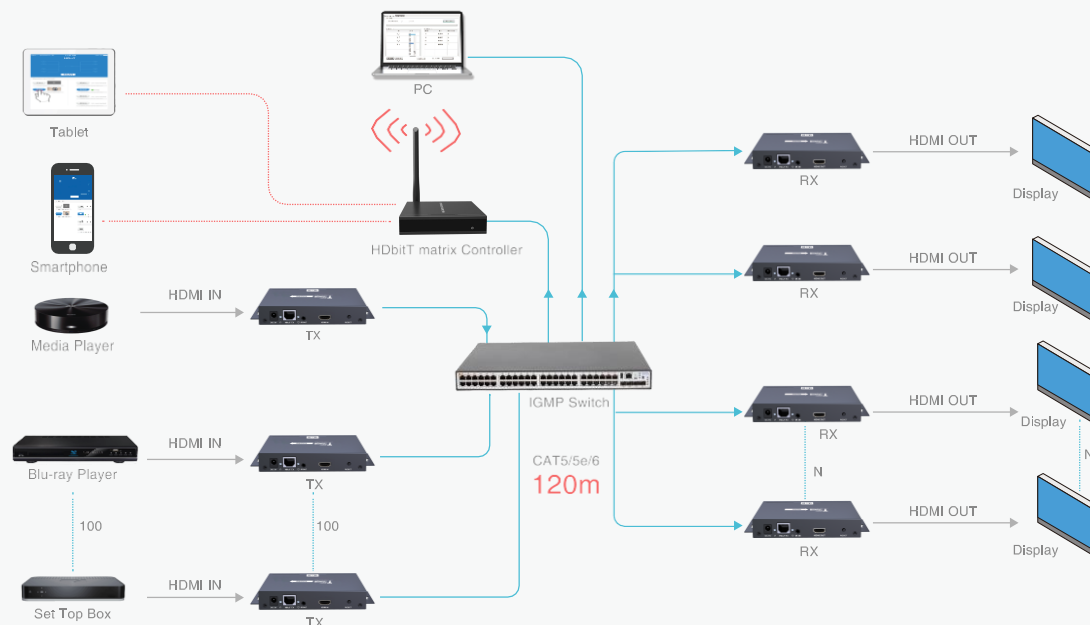 PC
Tablet
HDbitT matrix Controller
Smartphone
HDMI IN
Media Player
TX
IGMP Switch
HDMI IN
Blu-ray Player
TX
CAT5/5e/6
120m
100
100
HDMI IN
Set Top Box
TX
HDMI OUT
RX
Display
HDMI OUT
RX
Display
HDMI OUT
RX
Display
N
N
HDMI OUT
RX
Display